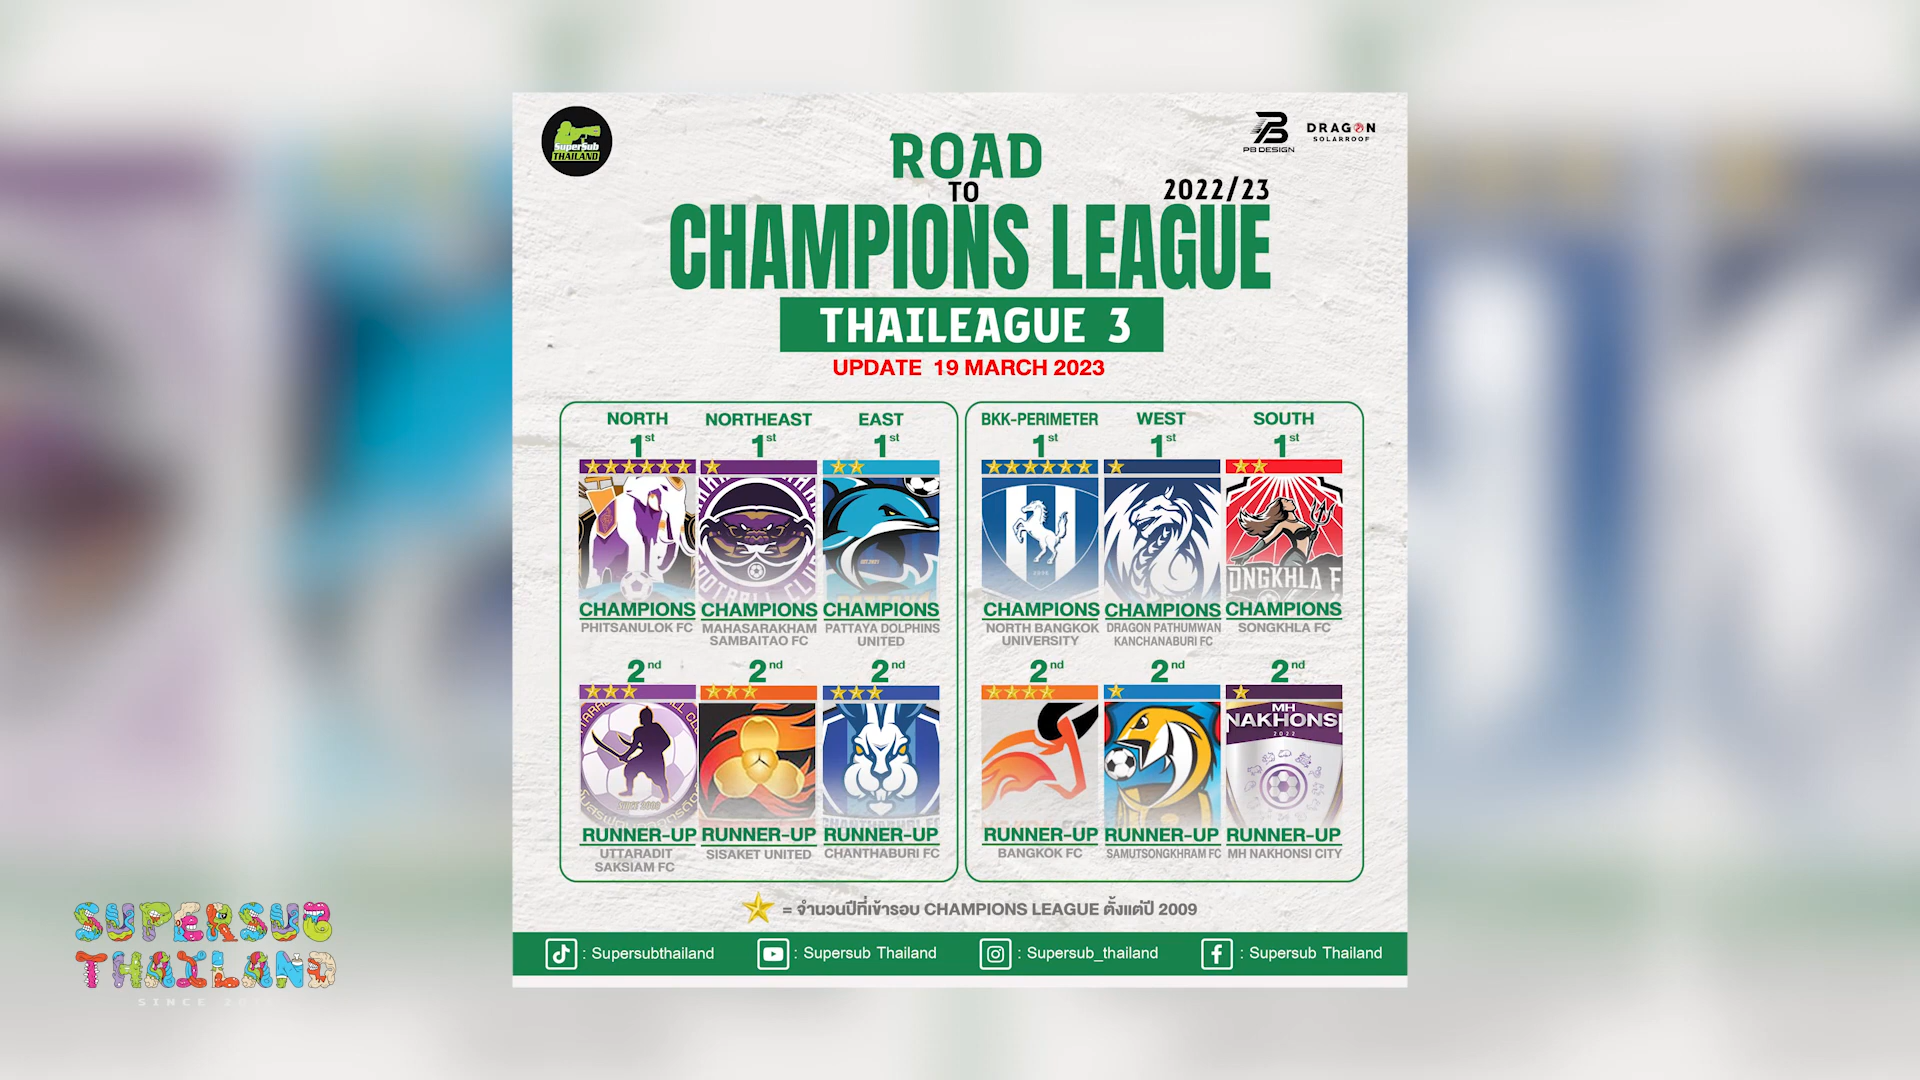 SuperSub
THAILAND
PB DESIGN
DRAGON
SOLARROOF
ROAD
TO
2022/23
CHAMPIONS LEAGUE
THAILEAGUE 3
UPDATE 19 MARCH 2023
NORTH NORTHEAST EAST
1st 1st 1st
CHAMPIONS CHAMPIONS CHAMPIONS
PHITSANULOK FC
MAHASARAKHAM
SAMBAITAO FC
PATTAYA DOLPHINS
UNITED
2nd 2nd 2nd
SINCE 2008
RUNNER-UP RUNNER-UP RUNNER-UP
UTTARADIT
SAKSIAM FC
SISAKET UNITED
CHANTHABURI FC
BKK-PERIMETER WEST SOUTH
1st 1st 1st
ONGKHLA F
CHAMPIONS CHAMPIONS CHAMPIONS
NORTH BANGKOK
UNIVERSITY
DRAGON PATHUMWAN
KANCHANABURI FC
SONGKHLA FC
2nd 2nd 2nd
MH
NAKHONSI
2022
RUNNER-UP RUNNER-UP RUNNER-UP
BANGKOK FC
SAMUTSONGKHRAM FC
MH NAKHONSI CITY
= จำนวนปีที่เข้ารอบ CHAMPIONS LEAGUE ตั้งแต่ปี 2009
: Supersubthailand
: Supersub Thailand
: Supersub_thailand
: Supersub Thailand
SUPERSUB
THAILAND
SINCE